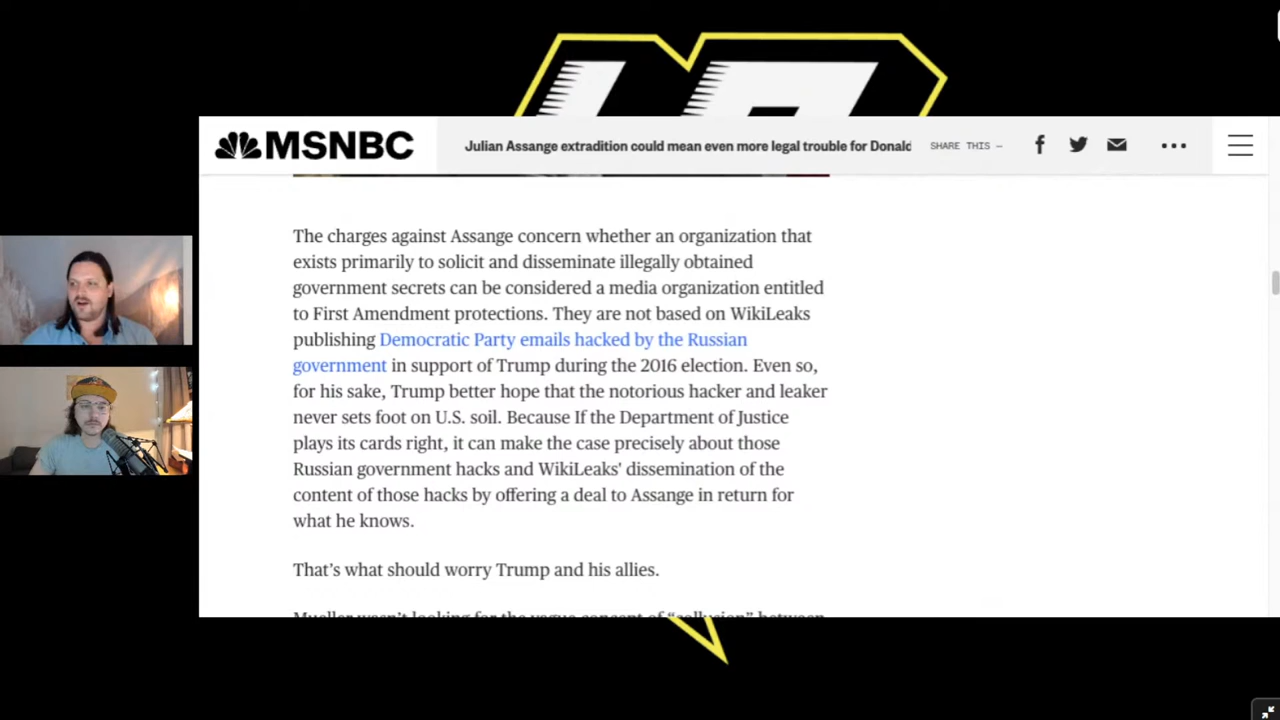 MSNBC
Julian Assange extradition could mean even more legal trouble for Donald
SHARE THIS —
The charges against Assange concern whether an organization that
exists primarily to solicit and disseminate illegally obtained
government secrets can be considered a media organization entitled
to First Amendment protections. They are not based on WikiLeaks
publishing Democratic Party emails hacked by the Russian
government in support of Trump during the 2016 election. Even so,
for his sake, Trump better hope that the notorious hacker and leaker
never sets foot on U.S. soil. Because If the Department of Justice
plays its cards right, it can make the case precisely about those
Russian government hacks and WikiLeaks’ dissemination of the
content of those hacks by offering a deal to Assange in return for
what he knows.
That’s what should worry Trump and his allies.
Mueller wasn’t looking for the vague concept of “collusion” between